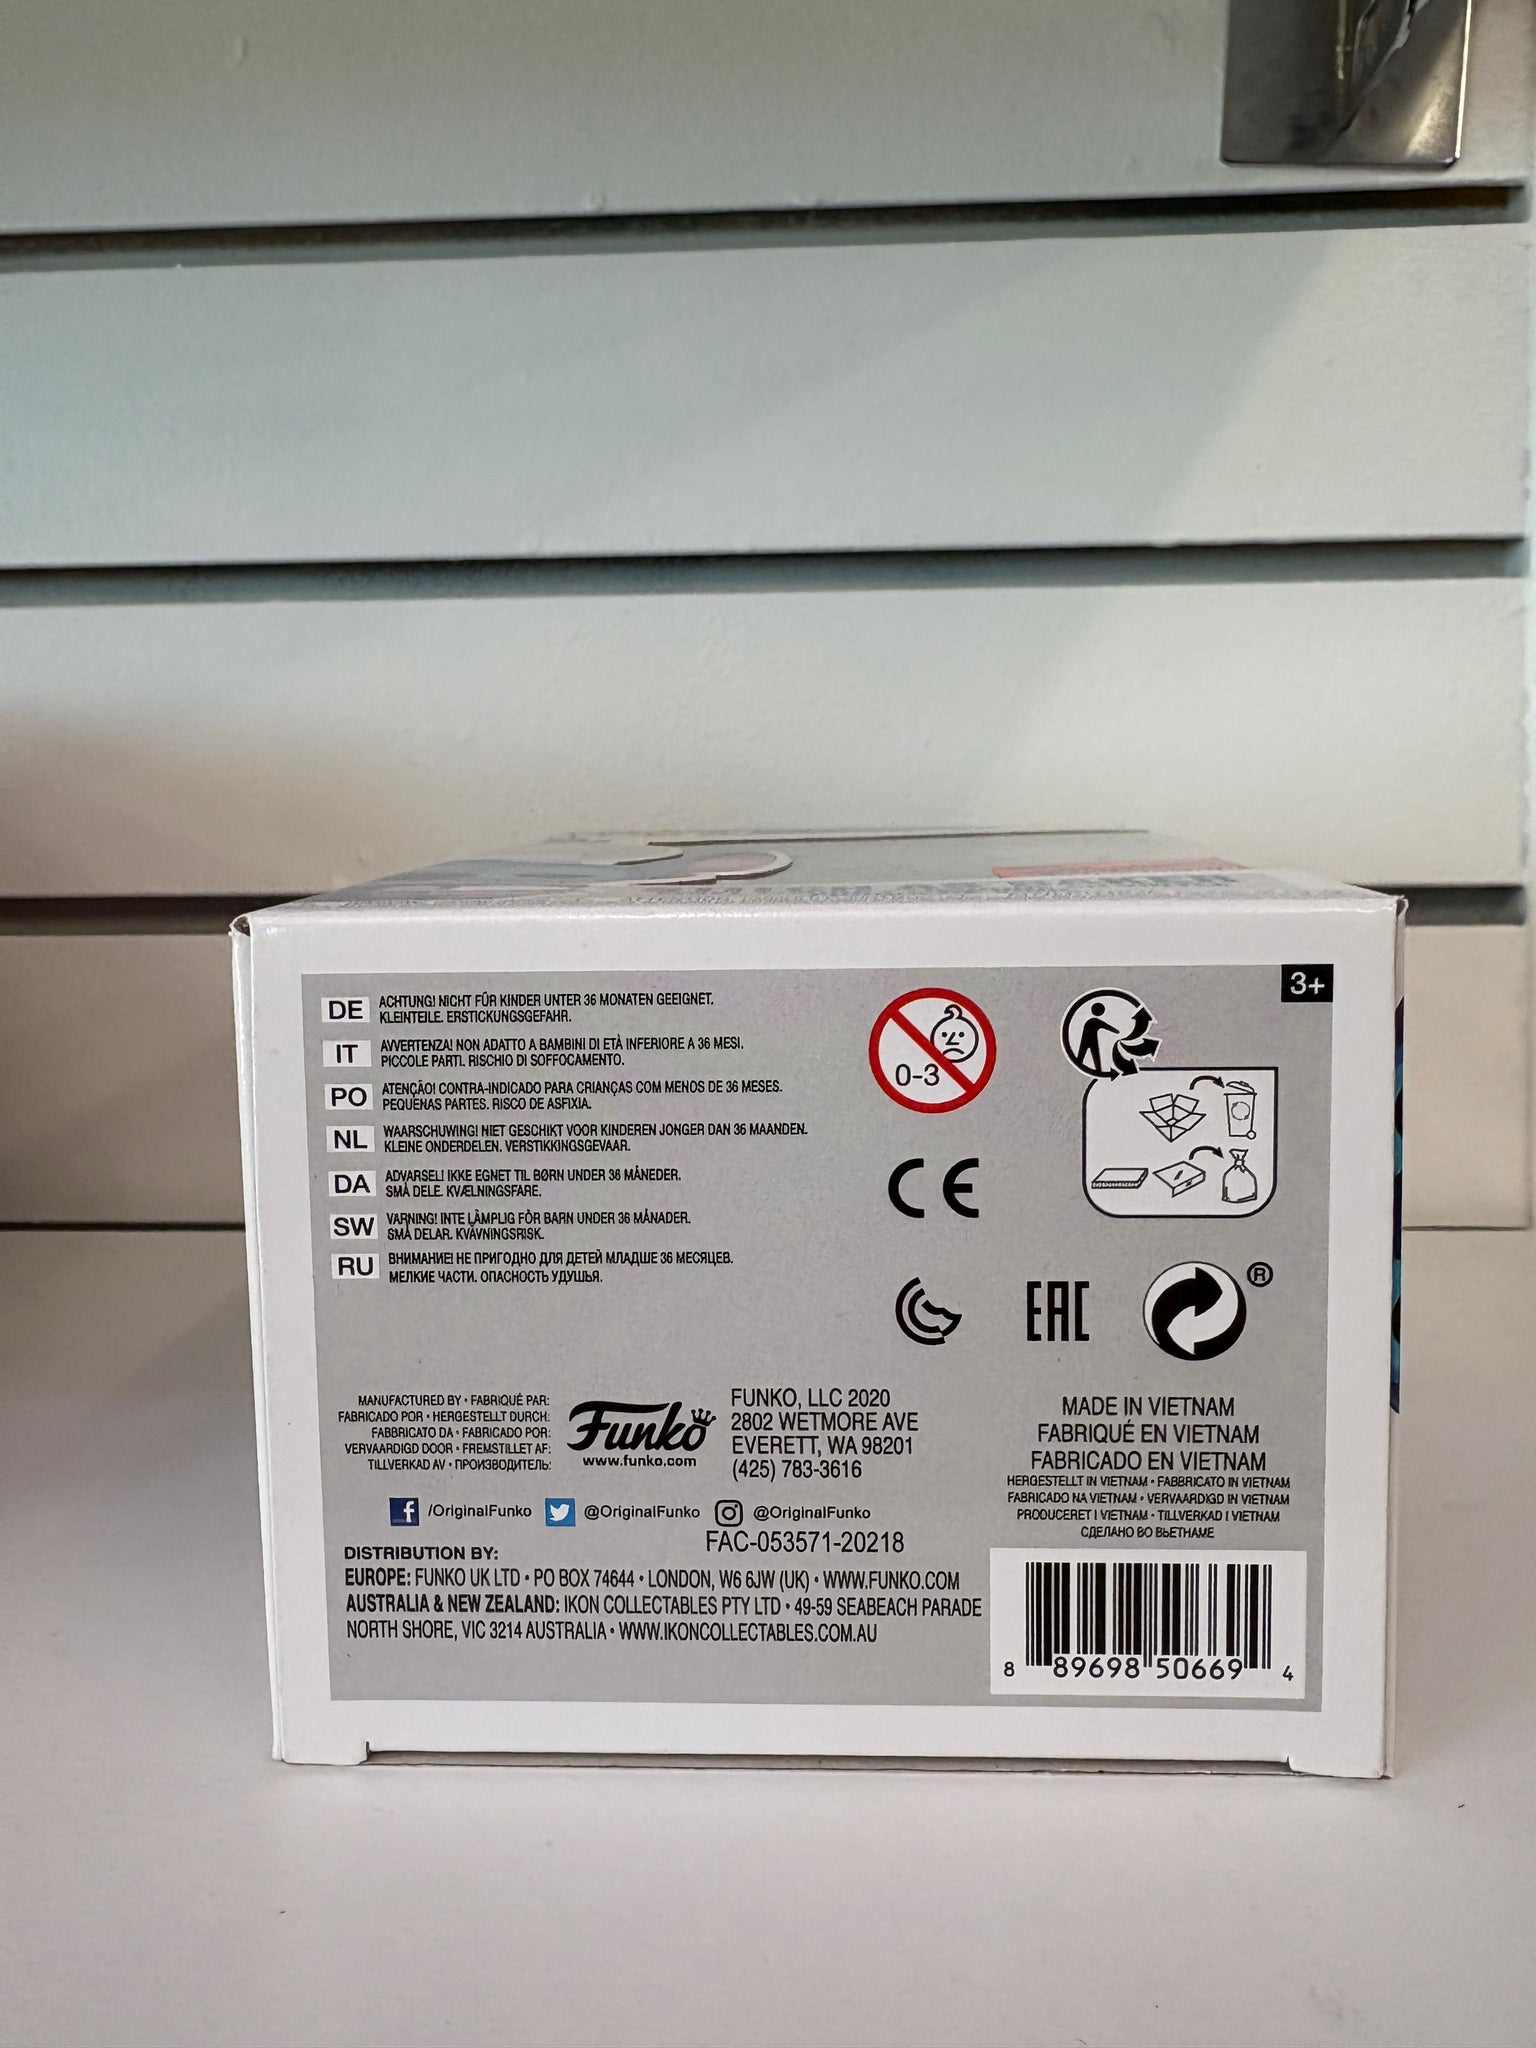 3+
DE ACHTUNG! NICHT FÜR KINDER UNTER 36 MONATEN GEEIGNET.
KLEINTEILE. ERSTICKUNGSGEFAHR.
IT AVVERTENZA! NON ADATTO A BAMBINI DI ETÀ INFERIORE A 36 MESI.
PICCOLE PARTI. RISCHIO DI SOFFOCAMENTO.
PO ATENÇÃO! CONTRA-INDICADO PARA CRIANÇAS COM MENOS DE 36 MESES.
PEQUENAS PARTES. RISCO DE ASFIXIA.
NL WAARSCHUWING! NIET GESCHIKT VOOR KINDEREN JONGER DAN 36 MAANDEN.
KLEINE ONDERDELEN. VERSTIKKINGSGEVAAR.
DA ADVARSEL! IKKE EGNET TIL BØRN UNDER 36 MÅNEDER.
SMÅ DELE. KVÆLNINGSFARE.
SW VARNING! INTE LÄMPLIG FÖR BARN UNDER 36 MÅNADER.
SMÅ DELAR. KVÄVNINGSRISK.
RU ВНИМАНИЕ! НЕ ПРИГОДНО ДЛЯ ДЕТЕЙ МЛАДШЕ 36 МЕСЯЦЕВ.
МЕЛКИЕ ЧАСТИ. ОПАСНОСТЬ УДУШЬЯ.
0-3
CE
EAC
®
MANUFACTURED BY • FABRIQUÉ PAR:
FABRICADO POR • HERGESTELLT DURCH:
FABBRICATO DA • FABRICADO POR:
VERVAARDIGD DOOR • FREMSTILLET AF:
TILLVERKAD AV • ПРОИЗВОДИТЕЛЬ:
Funko
www.funko.com
FUNKO, LLC 2020
2802 WETMORE AVE
EVERETT, WA 98201
(425) 783-3616
MADE IN VIETNAM
FABRIQUÉ EN VIETNAM
FABRICADO EN VIETNAM
HERGESTELLT IN VIETNAM • FABBRICATO IN VIETNAM
FABRICADO NA VIETNAM • VERVAARDIGD IN VIETNAM
PRODUCERET I VIETNAM • TILLVERKAD I VIETNAM
СДЕЛАНО ВО ВЬЕТНАМЕ
/OriginalFunko @OriginalFunko @OriginalFunko
FAC-053571-20218
DISTRIBUTION BY:
EUROPE: FUNKO UK LTD • PO BOX 74644 • LONDON, W6 6JW (UK) • WWW.FUNKO.COM
AUSTRALIA & NEW ZEALAND: IKON COLLECTABLES PTY LTD • 49-59 SEABEACH PARADE
NORTH SHORE, VIC 3214 AUSTRALIA • WWW.IKONCOLLECTABLES.COM.AU
8 89698 50669 4